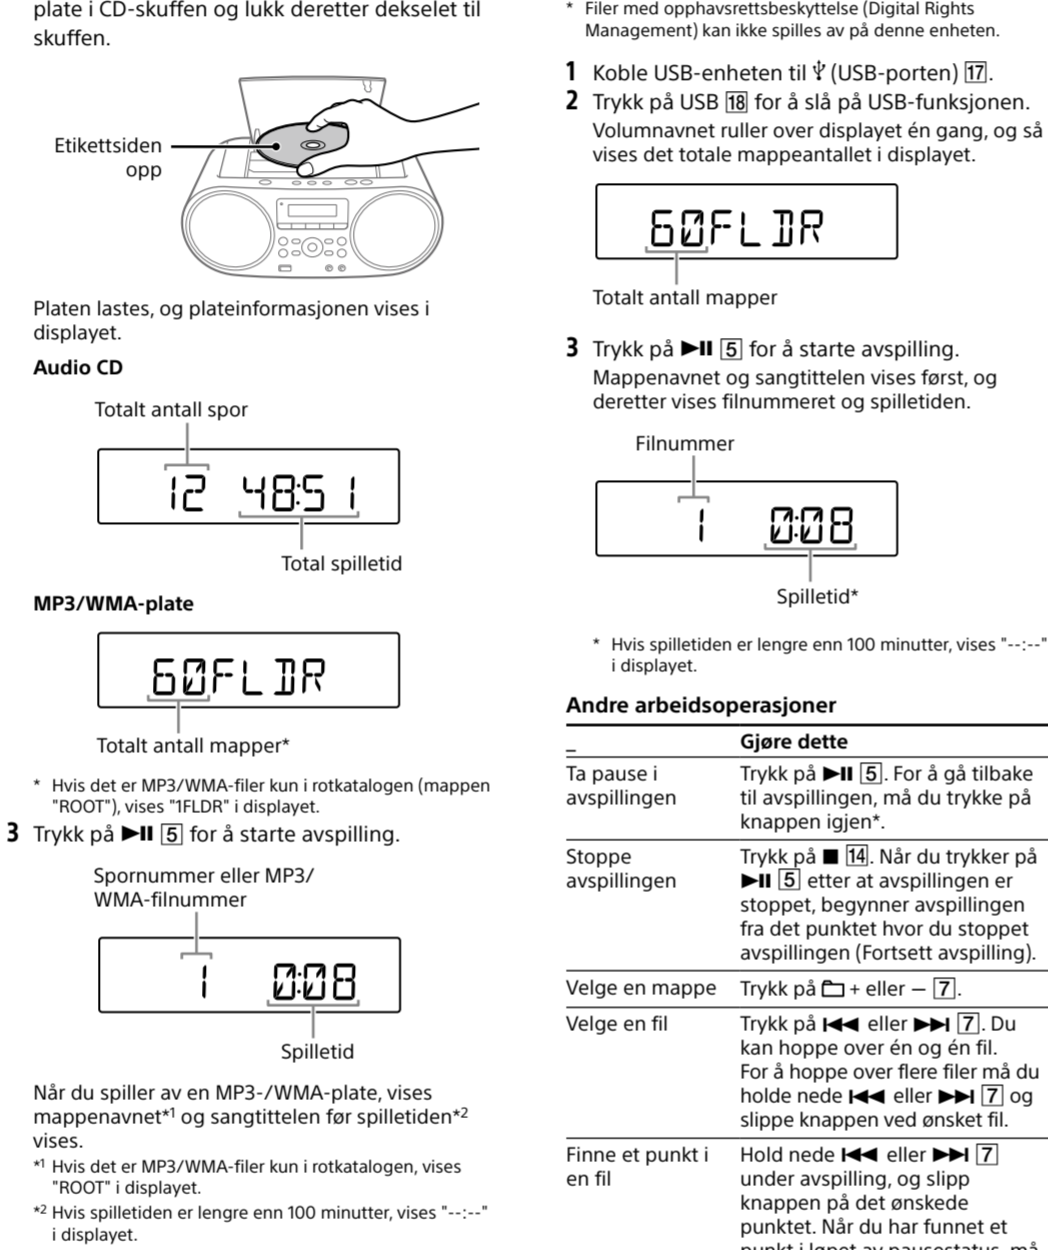 plate i CD-skuffen og lukk deretter dekselet til
skuffen.
Etikettsiden
opp
Platen lastes, og plateinformasjonen vises i
displayet.
Audio CD
Totalt antall spor
12 48:51
Total spilletid
MP3/WMA-plate
60FLDR
Totalt antall mapper*
* Hvis det er MP3/WMA-filer kun i rotkatalogen (mappen
"ROOT"), vises "1FLDR" i displayet.
3 Trykk på ►II 5 for å starte avspilling.
Spornummer eller MP3/
WMA-filnummer
1 0:08
Spilletid
Når du spiller av en MP3-/WMA-plate, vises
mappenavnet*1 og sangtittelen før spilletiden*2
vises.
*1 Hvis det er MP3/WMA-filer kun i rotkatalogen, vises
"ROOT" i displayet.
*2 Hvis spilletiden er lengre enn 100 minutter, vises "--:--"
i displayet.
* Filer med opphavsrettsbeskyttelse (Digital Rights
Management) kan ikke spilles av på denne enheten.
1 Koble USB-enheten til (USB-porten) 17.
2 Trykk på USB 18 for å slå på USB-funksjonen.
Volumnavnet ruller over displayet én gang, og så
vises det totale mappeantallet i displayet.
60FLDR
Totalt antall mapper
3 Trykk på ►II 5 for å starte avspilling.
Mappenavnet og sangtittelen vises først, og
deretter vises filnummeret og spilletiden.
Filnummer
1 0:08
Spilletid*
* Hvis spilletiden er lengre enn 100 minutter, vises "--:--"
i displayet.
Andre arbeidsoperasjoner
_ Gjøre dette
Ta pause i
avspillingen
Trykk på ►II 5. For å gå tilbake
til avspillingen, må du trykke på
knappen igjen*.
Stoppe
avspillingen
Trykk på ■ 14. Når du trykker på
►II 5 etter at avspillingen er
stoppet, begynner avspillingen
fra det punktet hvor du stoppet
avspillingen (Fortsett avspilling).
Velge en mappe
Trykk på + eller − 7.
Velge en fil
Trykk på I◄◄ eller ►►I 7. Du
kan hoppe over én og én fil.
For å hoppe over flere filer må du
holde nede I◄◄ eller ►►I 7 og
slippe knappen ved ønsket fil.
Finne et punkt i
en fil
Hold nede I◄◄ eller ►►I 7
under avspilling, og slipp
knappen på det ønskede
punktet. Når du har funnet et
punkt i løpet av pausestatus, må